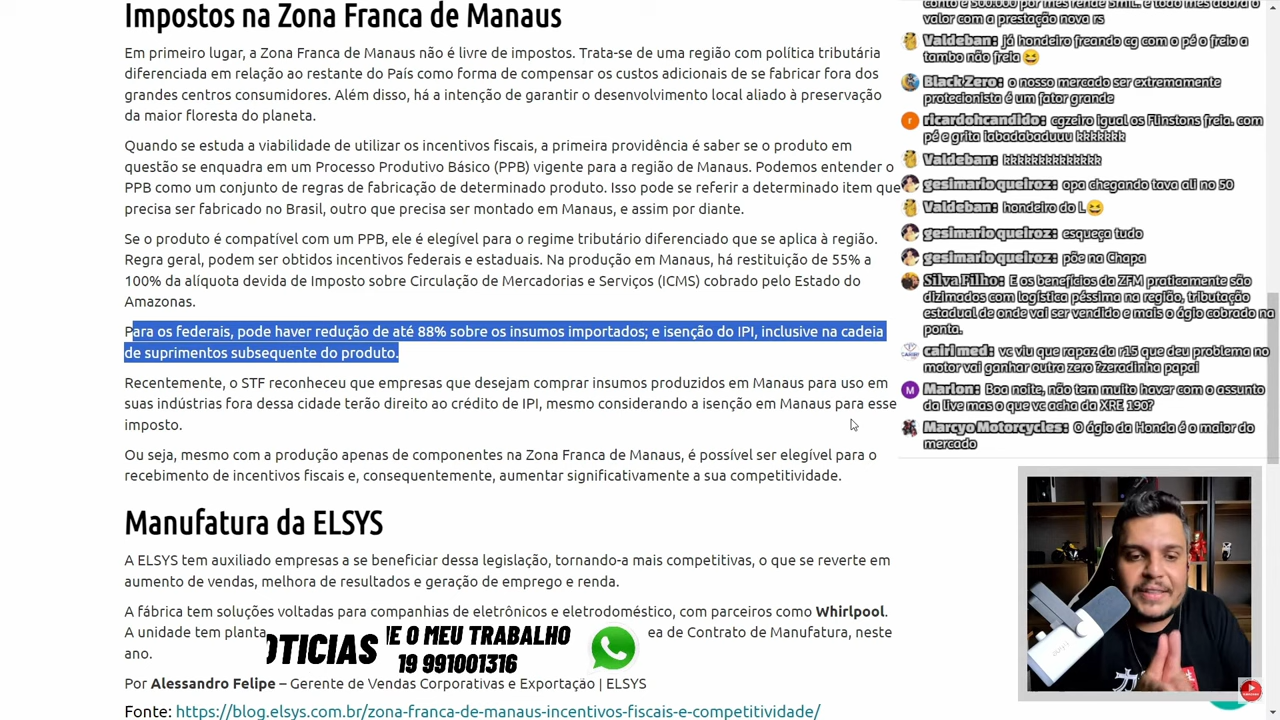 Impostos na Zona Franca de Manaus
Em primeiro lugar, a Zona Franca de Manaus não é livre de impostos. Trata-se de uma região com política tributária
diferenciada em relação ao restante do País como forma de compensar os custos adicionais de se fabricar fora dos
grandes centros consumidores. Além disso, há a intenção de garantir o desenvolvimento local aliado à preservação
da maior floresta do planeta.
Quando se estuda a viabilidade de utilizar os incentivos fiscais, a primeira providência é saber se o produto em
questão se enquadra em um Processo Produtivo Básico (PPB) vigente para a região de Manaus. Podemos entender o
PPB como um conjunto de regras de fabricação de determinado produto. Isso pode se referir a determinado item que
precisa ser fabricado no Brasil, outro que precisa ser montado em Manaus, e assim por diante.
Se o produto é compatível com um PPB, ele é elegível para o regime tributário diferenciado que se aplica à região.
Regra geral, podem ser obtidos incentivos federais e estaduais. Na produção em Manaus, há restituição de 55% a
100% da alíquota devida de Imposto sobre Circulação de Mercadorias e Serviços (ICMS) cobrado pelo Estado do
Amazonas.
Para os federais, pode haver redução de até 88% sobre os insumos importados; e isenção do IPI, inclusive na cadeia
de suprimentos subsequente do produto.
Recentemente, o STF reconheceu que empresas que desejam comprar insumos produzidos em Manaus para uso em
suas indústrias fora dessa cidade terão direito ao crédito de IPI, mesmo considerando a isenção em Manaus para esse
imposto.
Ou seja, mesmo com a produção apenas de componentes na Zona Franca de Manaus, é possível ser elegível para o
recebimento de incentivos fiscais e, consequentemente, aumentar significativamente a sua competitividade.
Manufatura da ELSYS
A ELSYS tem auxiliado empresas a se beneficiar dessa legislação, tornando-a mais competitivas, o que se reverte em
aumento de vendas, melhora de resultados e geração de emprego e renda.
A fábrica tem soluções voltadas para companhias de eletrônicos e eletrodoméstico, com parceiros como Whirlpool.
A unidade tem planta
ea de Contrato de Manufatura, neste
ano.
OTICIAS
E O MEU TRABALHO
19 991001316
Por Alessandro Felipe – Gerente de Vendas Corporativas e Exportação | ELSYS
Fonte: https://blog.elsys.com.br/zona-franca-de-manaus-incentivos-fiscais-e-competitividade/
valor com a prestação nova rs
Valdeban: já hondeiro freando cg com o pé o freio a
tambo não freia
Black Zero: o nosso mercado ser extremamente
protecionista é um fator grande
ricardohcandido: cgzeiro igual os Flinstons freia. com
pé e grita iabadabaduuu kkkkkkk
Valdeban: kkkkkkkkkkkkk
gesimario queiroz: opa chegando tava ali no 50
Valdeban: hondeiro do L
gesimario queiroz: esqueça tudo
gesimario queiroz: põe na Chapa
Silva Filho: E os benefícios da ZFM praticamente são
dizimados com logística péssima na região, tributação
estadual de onde vai ser vendido e mais o ágio cobrado na
ponta.
cairl med: vc viu que rapaz da r15 que deu problema no
motor vai ganhar outra zero ?zeradinha papai
Marlon: Boa noite, não tem muito haver com o assunto
da live mas o que vc acha da XRE 190?
Marcyo Motorcycles: O ágio da Honda é o maior do
mercado